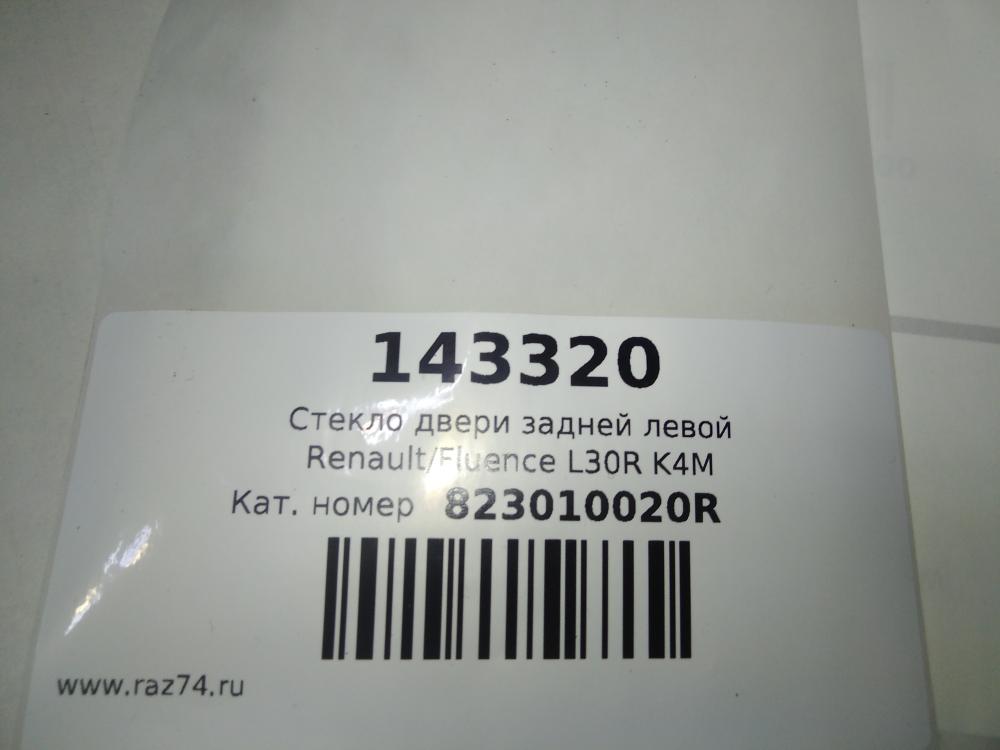 143320
Стекло двери задней левой
Renault/Fluence L30R K4M
Кат. номер 823010020R
www.raz74.ru